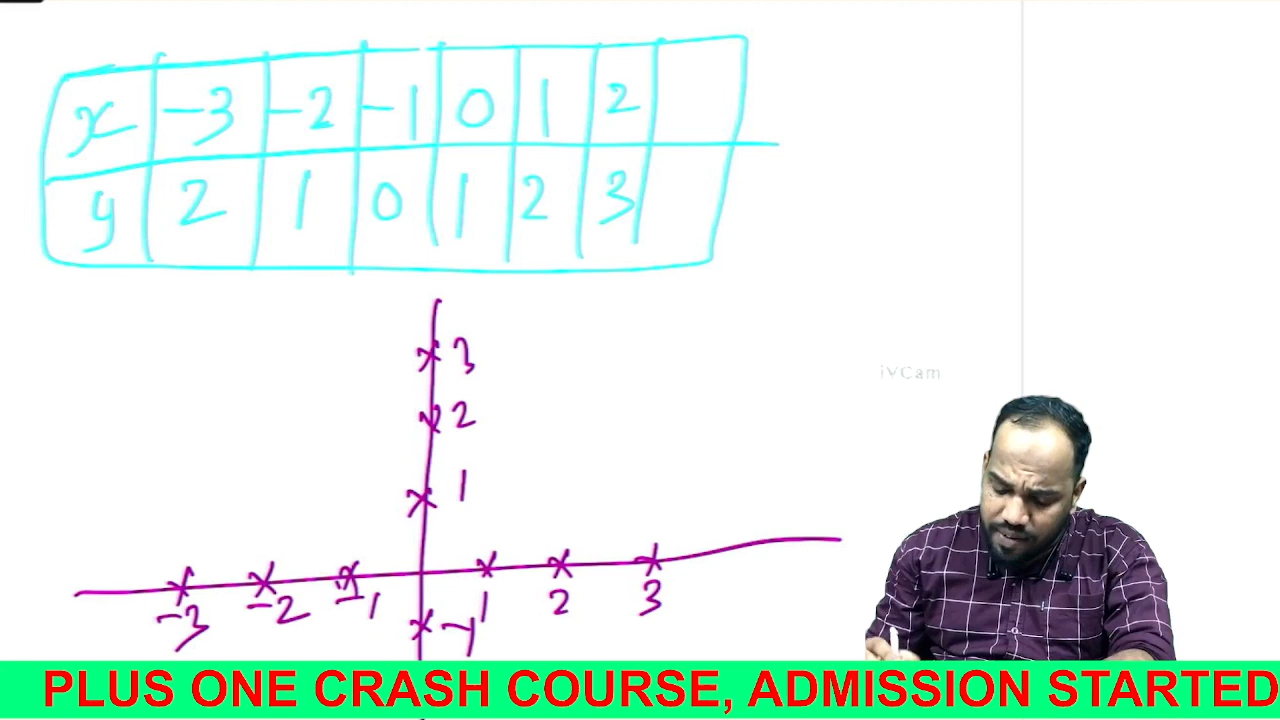 x -3 -2 -1 0 1 2
y 2 1 0 1 2 3
3
2
1
iVCam
-3 -2 -1 1 2 3
-1
PLUS ONE CRASH COURSE, ADMISSION STARTED